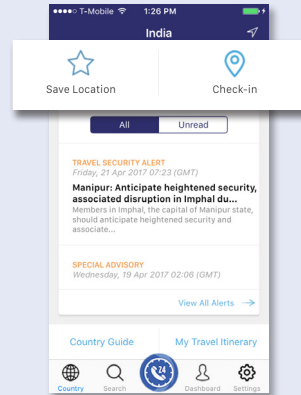 T-Mobile 1:26 PM
India
Save Location Check-in
All Unread
TRAVEL SECURITY ALERT
Friday, 21 Apr 2017 07:23 (GMT)
Manipur: Anticipate heightened security,
associated disruption in Imphal du...
Members in Imphal, the capital of Manipur state,
should anticipate heightened security and
associate...
SPECIAL ADVISORY
Wednesday, 19 Apr 2017 02:06 (GMT)
View All Alerts
Country Guide My Travel Itinerary
24
Country Search Dashboard Settings